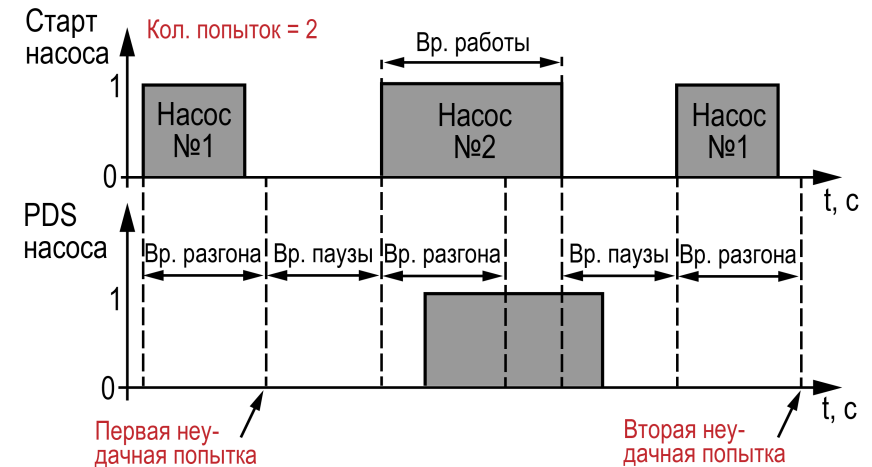 Старт
насоса
Кол. попыток = 2
Вр. работы
1
Насос
№1
Насос
№2
Насос
№1
0
t, c
PDS
насоса
Вр. разгона
Вр. паузы
Вр. разгона
Вр. паузы
Вр. разгона
1
0
t, c
Первая неу-
дачная попытка
Вторая неу-
дачная попытка